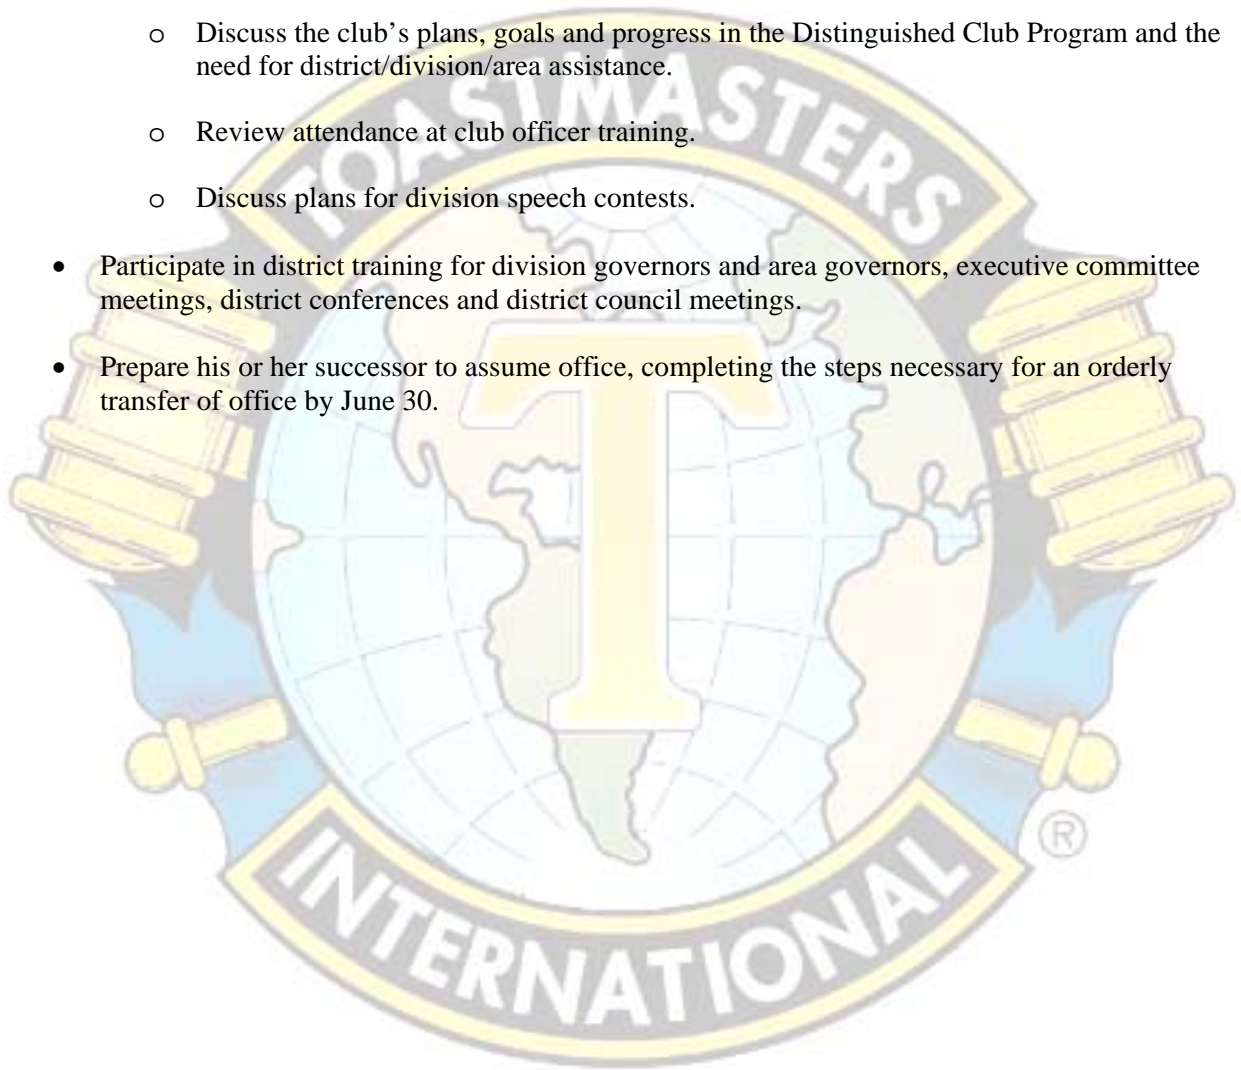 o Discuss the club’s plans, goals and progress in the Distinguished Club Program and the
need for district/division/area assistance.
o Review attendance at club officer training.
o Discuss plans for division speech contests.
• Participate in district training for division governors and area governors, executive committee
meetings, district conferences and district council meetings.
• Prepare his or her successor to assume office, completing the steps necessary for an orderly
transfer of office by June 30.
TOASTMASTERS
T
INTERNATIONAL
®